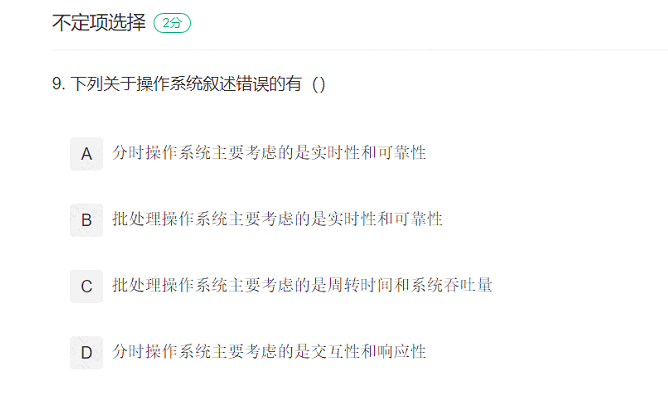 不定项选择 2分
9. 下列关于操作系统叙述错误的有（）
A 分时操作系统主要考虑的是实时性和可靠性
B 批处理操作系统主要考虑的是实时性和可靠性
C 批处理操作系统主要考虑的是周转时间和系统吞吐量
D 分时操作系统主要考虑的是交互性和响应性